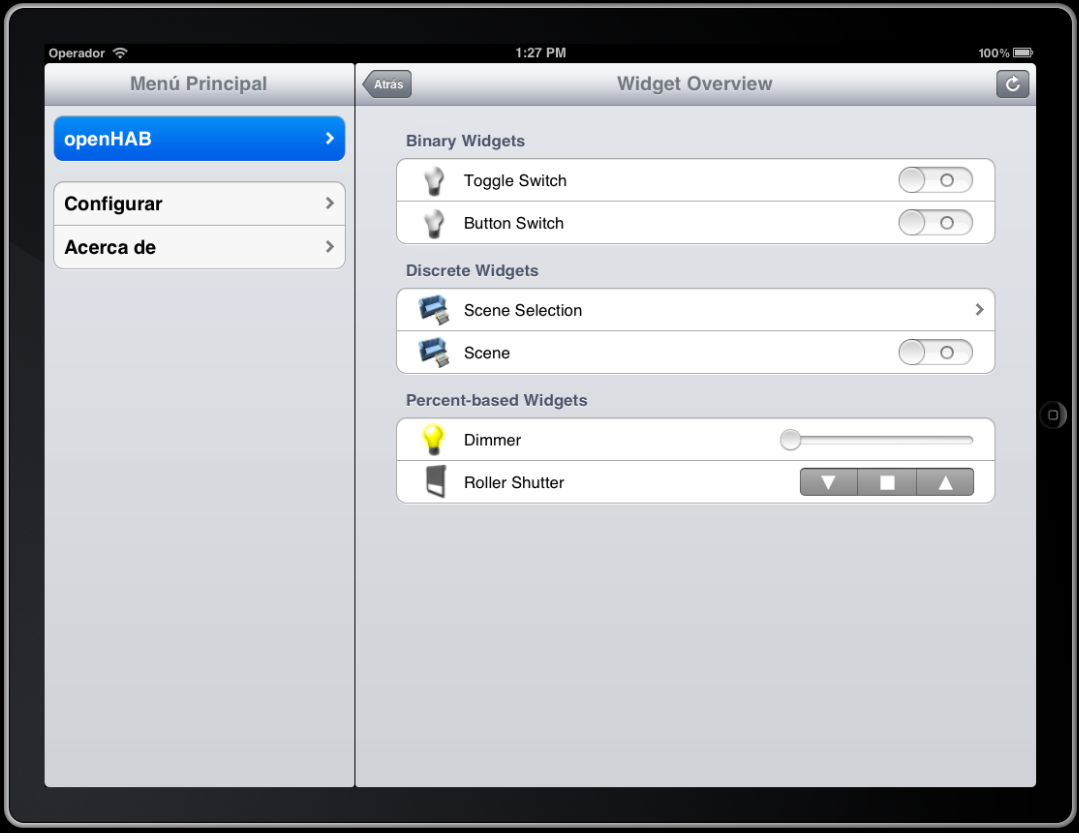 Operador
1:27 PM
100%
Menú Principal
Atrás
Widget Overview
openHAB
Configurar
Acerca de
Binary Widgets
Toggle Switch
Button Switch
Discrete Widgets
Scene Selection
Scene
Percent-based Widgets
Dimmer
Roller Shutter